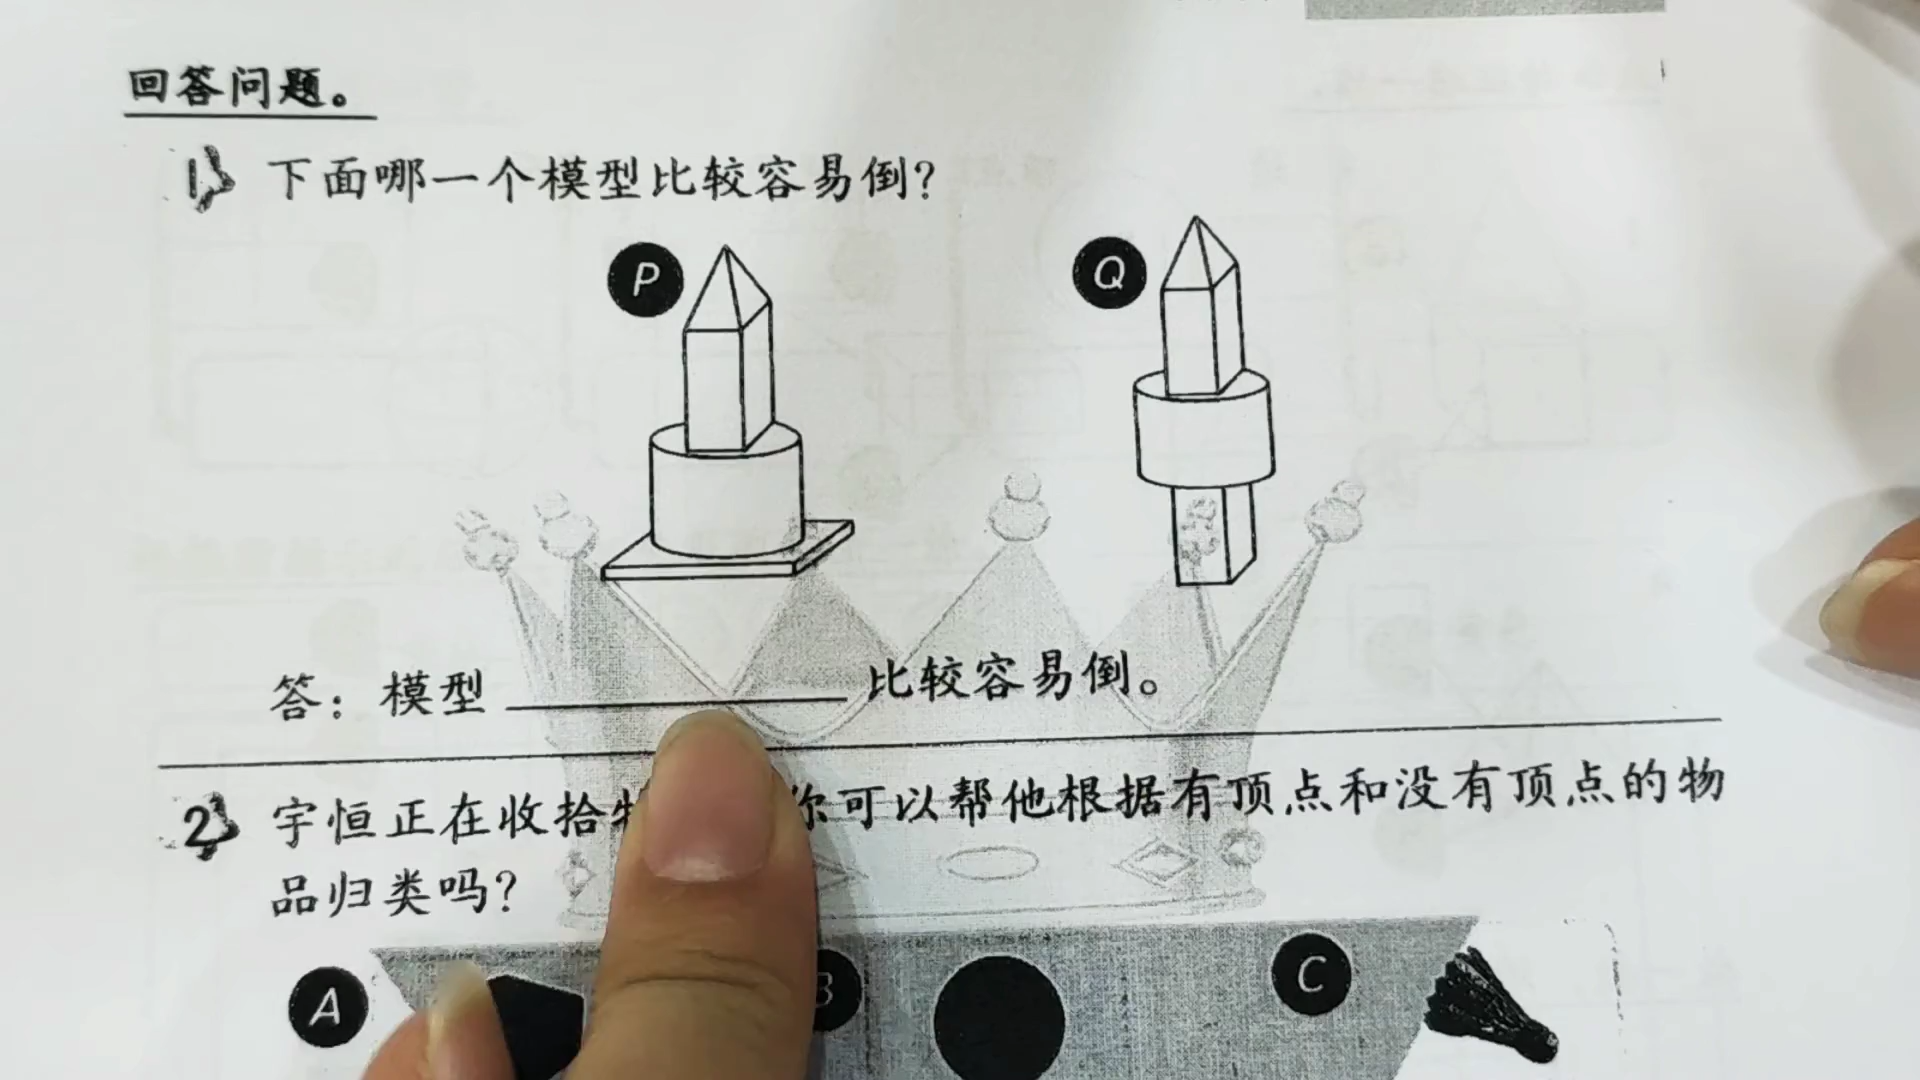 回答问题。
1) 下面哪一个模型比较容易倒?
P
Q
答: 模型 比较容易倒。
2) 宇恒正在收拾 你可以帮他根据有顶点和没有顶点的物
品归类吗?
A
B
C